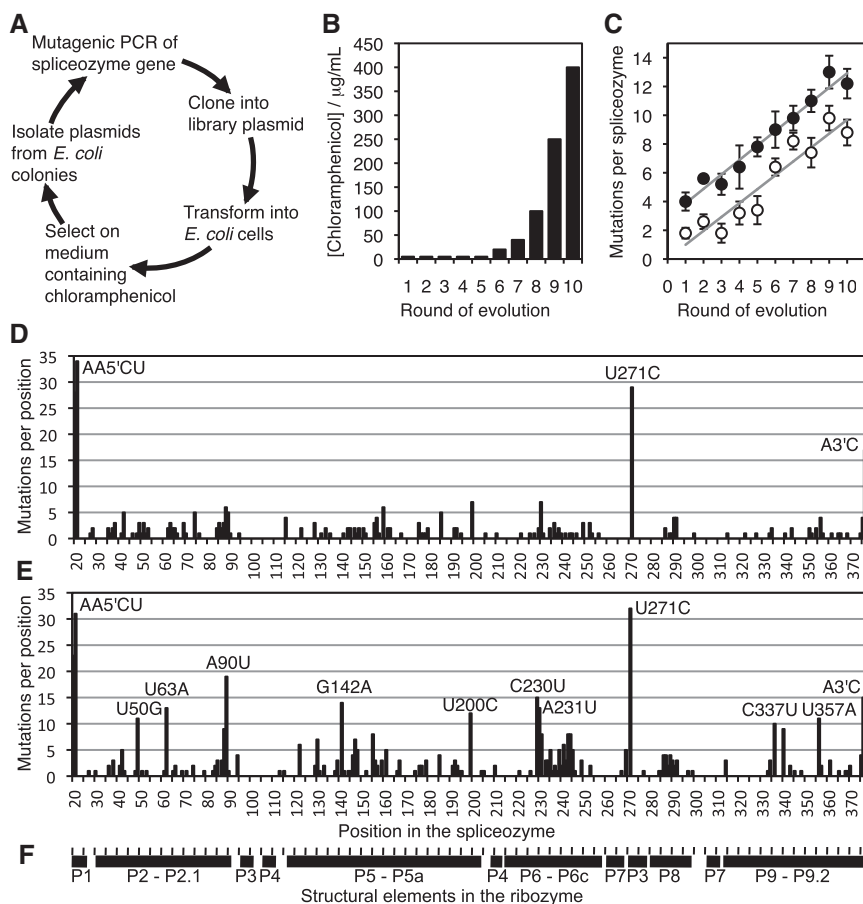 A
Mutagenic PCR of
spliceozyme gene
Clone into
library plasmid
Transform into
E. coli cells
Select on
medium
containing
chloramphenicol
Isolate plasmids
from E. coli
colonies
B
[Chloramphenicol] / µg/mL
450
400
350
300
250
200
150
100
50
0
1 2 3 4 5 6 7 8 9 10
Round of evolution
C
Mutations per spliceozyme
14
12
10
8
6
4
2
0
0 1 2 3 4 5 6 7 8 9 10
Round of evolution
D
Mutations per position
35
30
25
20
15
10
5
0
AA5'CU
U271C
A3'C
20 30 40 50 60 70 80 90 100 110 120 130 140 150 160 170 180 190 200 210 220 230 240 250 260 270 280 290 300 310 320 330 340 350 360 370
E
Mutations per position
35
30
25
20
15
10
5
0
AA5'CU
U50G
U63A
A90U
G142A
U200C
C230U
A231U
U271C
C337U
U357A
A3'C
20 30 40 50 60 70 80 90 100 110 120 130 140 150 160 170 180 190 200 210 220 230 240 250 260 270 280 290 300 310 320 330 340 350 360 370
Position in the spliceozyme
F
P1 P2 - P2.1 P3 P4 P5 - P5a P4 P6 - P6c P7 P3 P8 P7 P9 - P9.2
Structural elements in the ribozyme